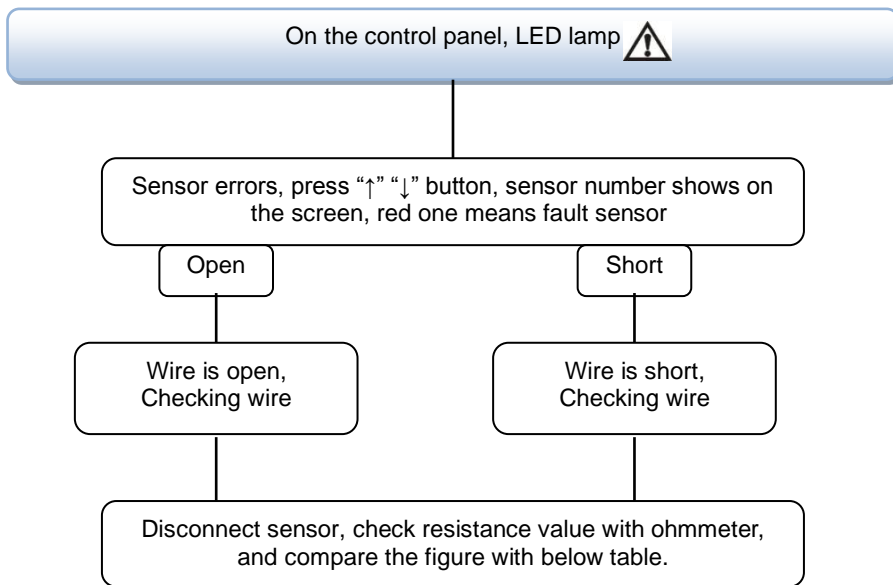 On the control panel, LED lamp
Sensor errors, press “↑” “↓” button, sensor number shows on
the screen, red one means fault sensor
Open
Short
Wire is open,
Checking wire
Wire is short,
Checking wire
Disconnect sensor, check resistance value with ohmmeter,
and compare the figure with below table.